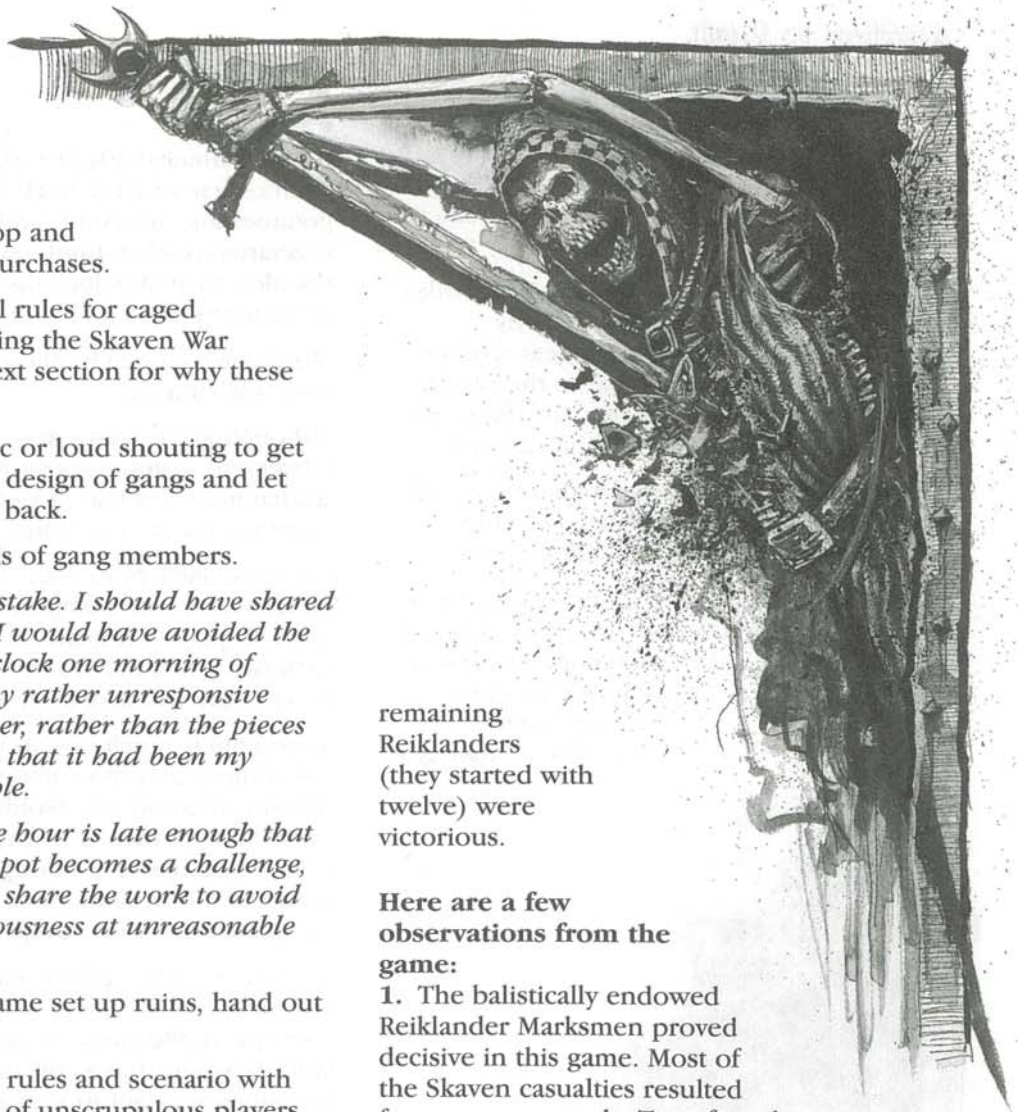 op and
urchases.
l rules for caged
ing the Skaven War
ext section for why these
c or loud shouting to get
design of gangs and let
back.
s of gang members.
stake. I should have shared
I would have avoided the
clock one morning of
y rather unresponsive
er, rather than the pieces
that it had been my
ble.
e hour is late enough that
pot becomes a challenge,
share the work to avoid
ousness at unreasonable
ame set up ruins, hand out
rules and scenario with
of unscrupulous players
remaining
Reiklanders
(they started with
twelve) were
victorious.
Here are a few
observations from the
game:
1. The balistically endowed
Reiklander Marksmen proved
decisive in this game. Most of
the Skaven casualties resulted